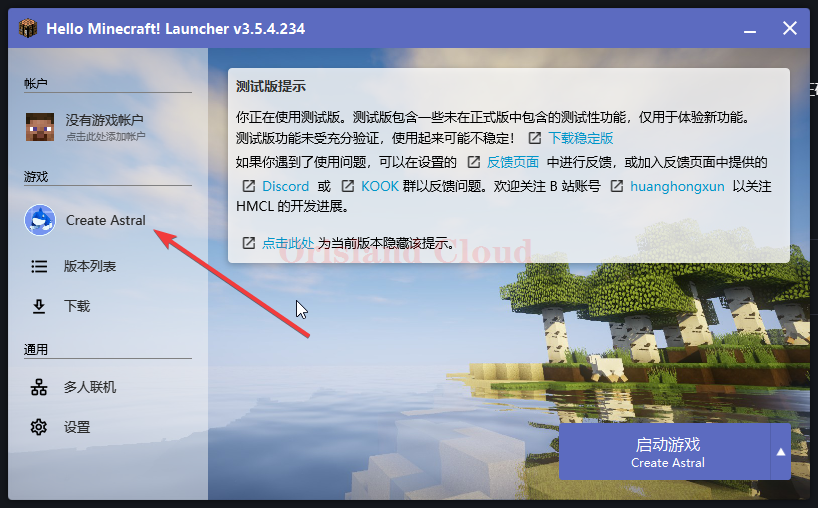 Hello Minecraft! Launcher v3.5.4.234
帐户
没有游戏帐户
点击此处添加帐户
游戏
Create Astral
版本列表
下载
通用
多人联机
设置
测试版提示
你正在使用测试版。测试版包含一些未在正式版中包含的测试性功能，仅用于体验新功能。
测试版功能未受充分验证，使用起来可能不稳定！ 下载稳定版
如果你遇到了使用问题，可以在设置的 反馈页面 中进行反馈，或加入反馈页面中提供的
Discord 或 KOOK 群以反馈问题。欢迎关注 B 站账号 huanghongxun 以关注
HMCL 的开发进展。
点击此处 为当前版本隐藏该提示。
Orisland Cloud
启动游戏
Create Astral